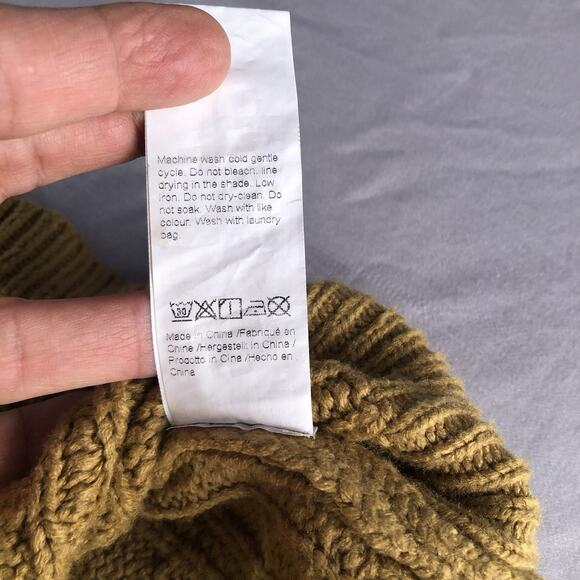 Machine wash cold gentle
cycle. Do not bleach. line
drying in the shade. Low
iron. Do not dry-clean. Do
not soak. Wash with like
colour. Wash with laundry
bag.
30
Made in China /Fabriqué en
Chine /Hergestellt in China /
Prodotto in Cina /Hecho en
China